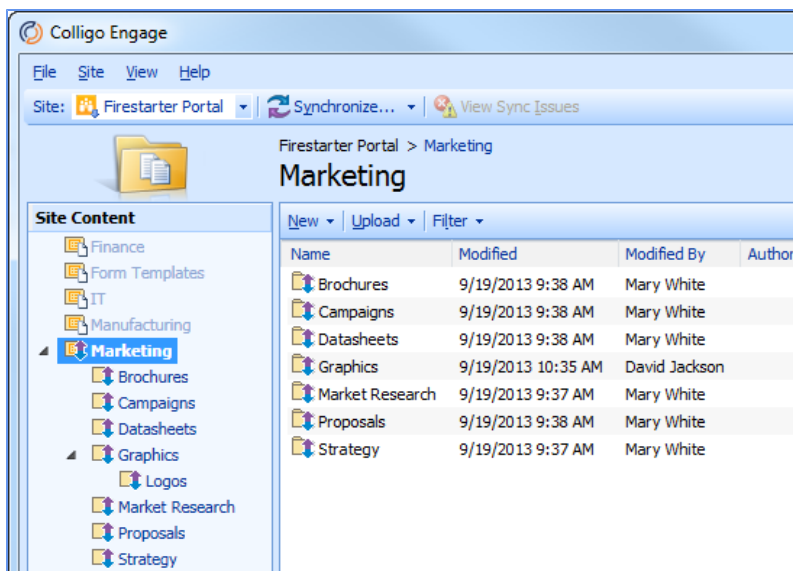 Colligo Engage
File Site View Help
Site: Firestarter Portal Synchronize... View Sync Issues
Firestarter Portal > Marketing
Marketing
Site Content
Finance
Form Templates
IT
Manufacturing
Marketing
Brochures
Campaigns
Datasheets
Graphics
Logos
Market Research
Proposals
Strategy
New Upload Filter
Name Modified Modified By Author
Brochures 9/19/2013 9:38 AM Mary White
Campaigns 9/19/2013 9:38 AM Mary White
Datasheets 9/19/2013 9:38 AM Mary White
Graphics 9/19/2013 10:35 AM David Jackson
Market Research 9/19/2013 9:37 AM Mary White
Proposals 9/19/2013 9:38 AM Mary White
Strategy 9/19/2013 9:37 AM Mary White